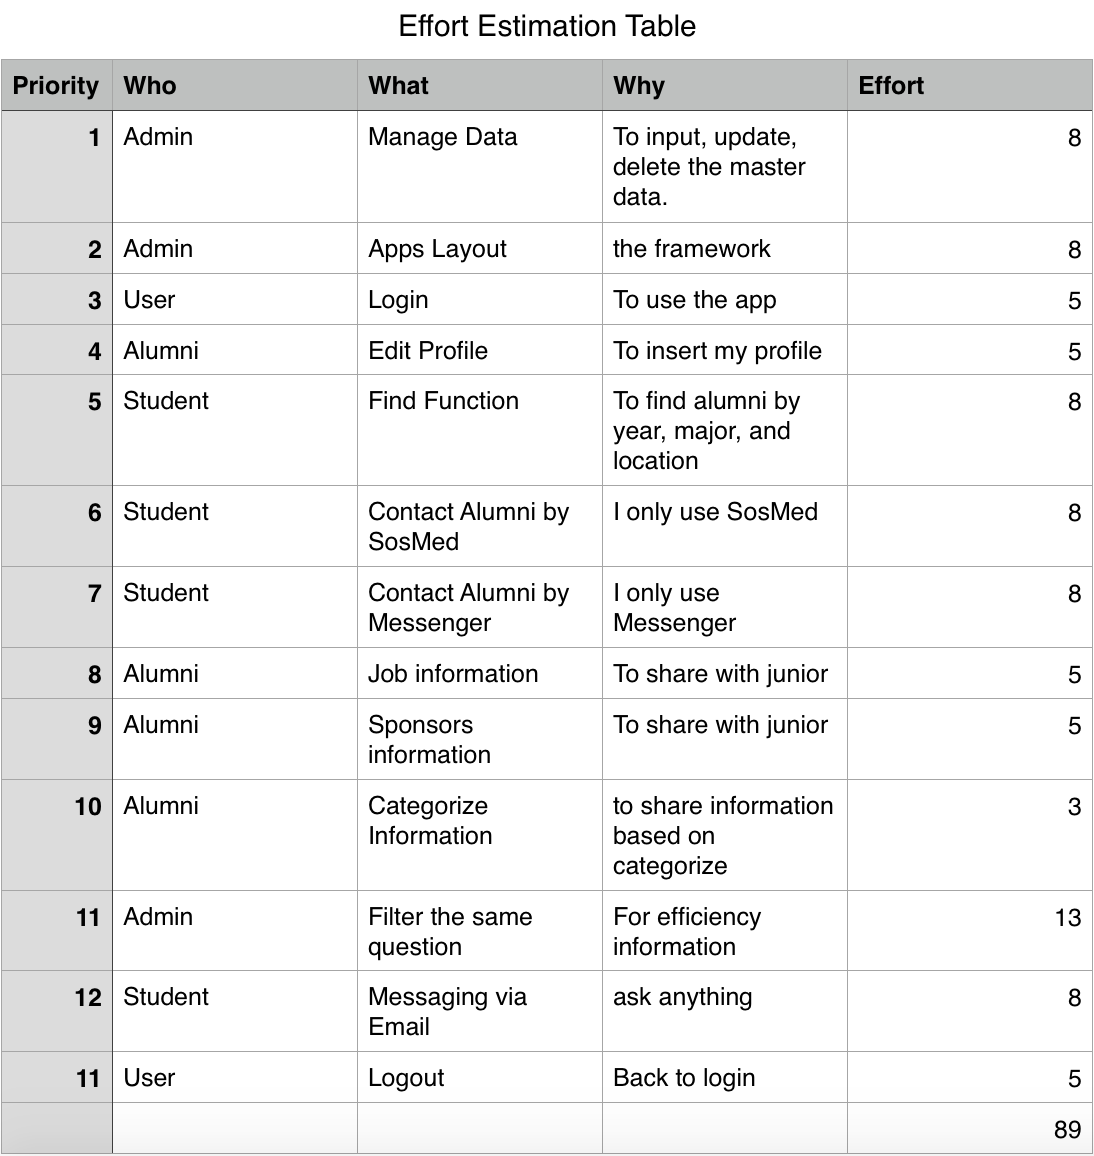 Effort Estimation Table
Priority Who What Why Effort
1 Admin Manage Data To input, update, 8
delete the master
data.
2 Admin Apps Layout the framework 8
3 User Login To use the app 5
4 Alumni Edit Profile To insert my profile 5
5 Student Find Function To find alumni by 8
year, major, and
location
6 Student Contact Alumni by I only use SosMed 8
SosMed
7 Student Contact Alumni by I only use 8
Messenger Messenger
8 Alumni Job information To share with junior 5
9 Alumni Sponsors To share with junior 5
information
10 Alumni Categorize to share information 3
Information based on
categorize
11 Admin Filter the same For efficiency 13
question information
12 Student Messaging via ask anything 8
Email
11 User Logout Back to login 5
89